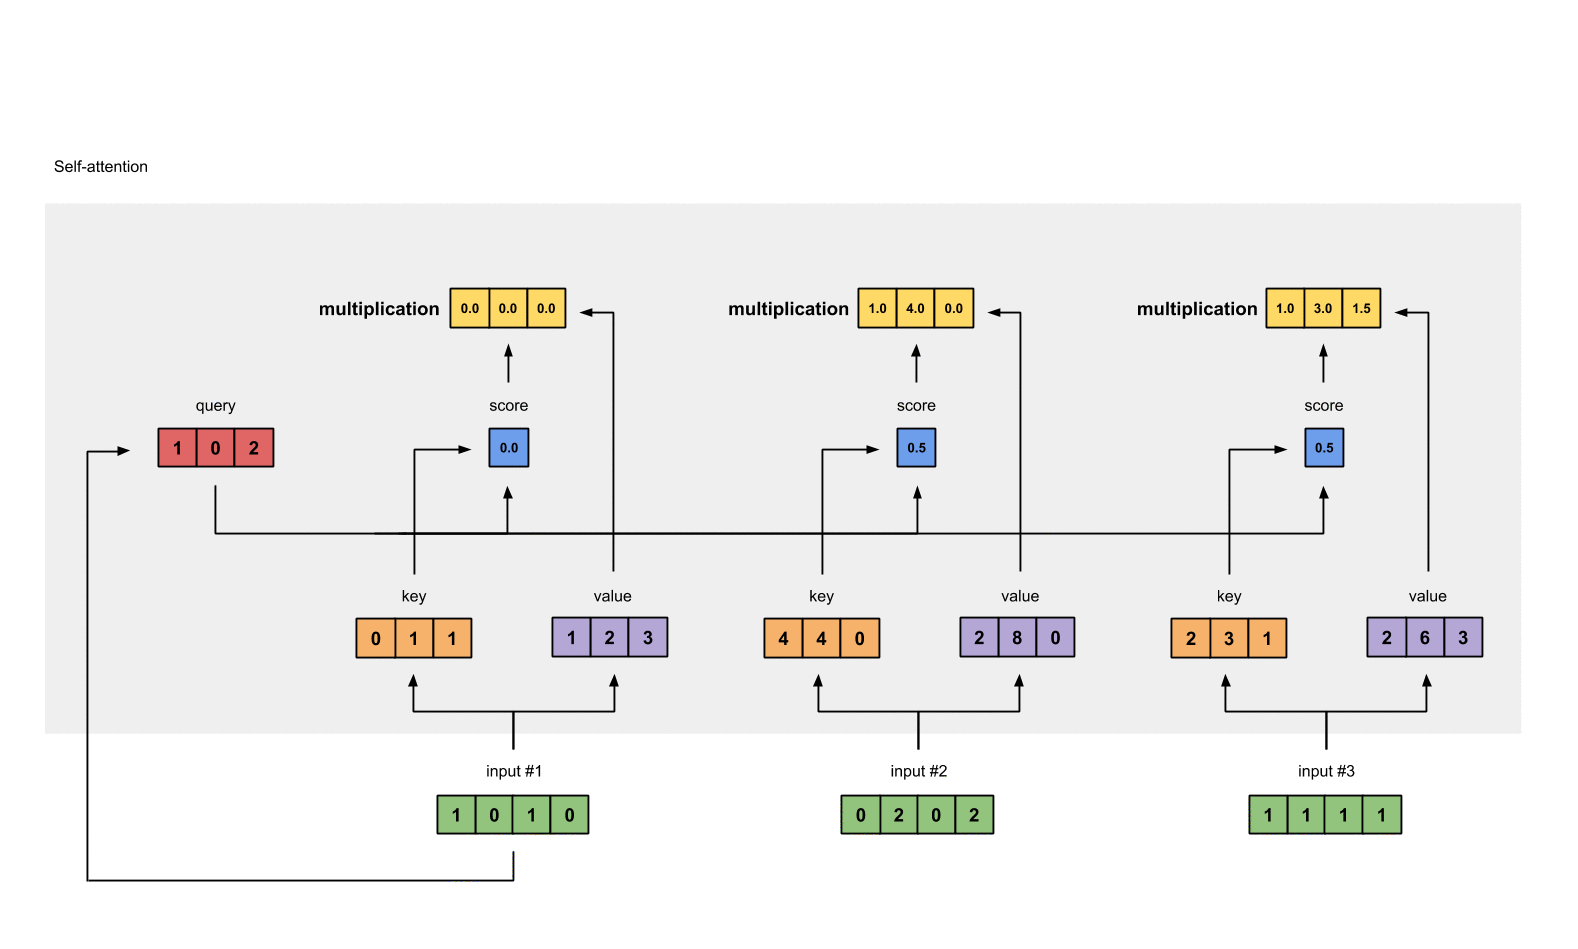 Self-attention
multiplication 0.0 0.0 0.0
multiplication 1.0 4.0 0.0
multiplication 1.0 3.0 1.5
query
score
score
score
1 0 2
0.0
0.5
0.5
key
value
key
value
key
value
0 1 1
1 2 3
4 4 0
2 8 0
2 3 1
2 6 3
input #1
input #2
input #3
1 0 1 0
0 2 0 2
1 1 1 1